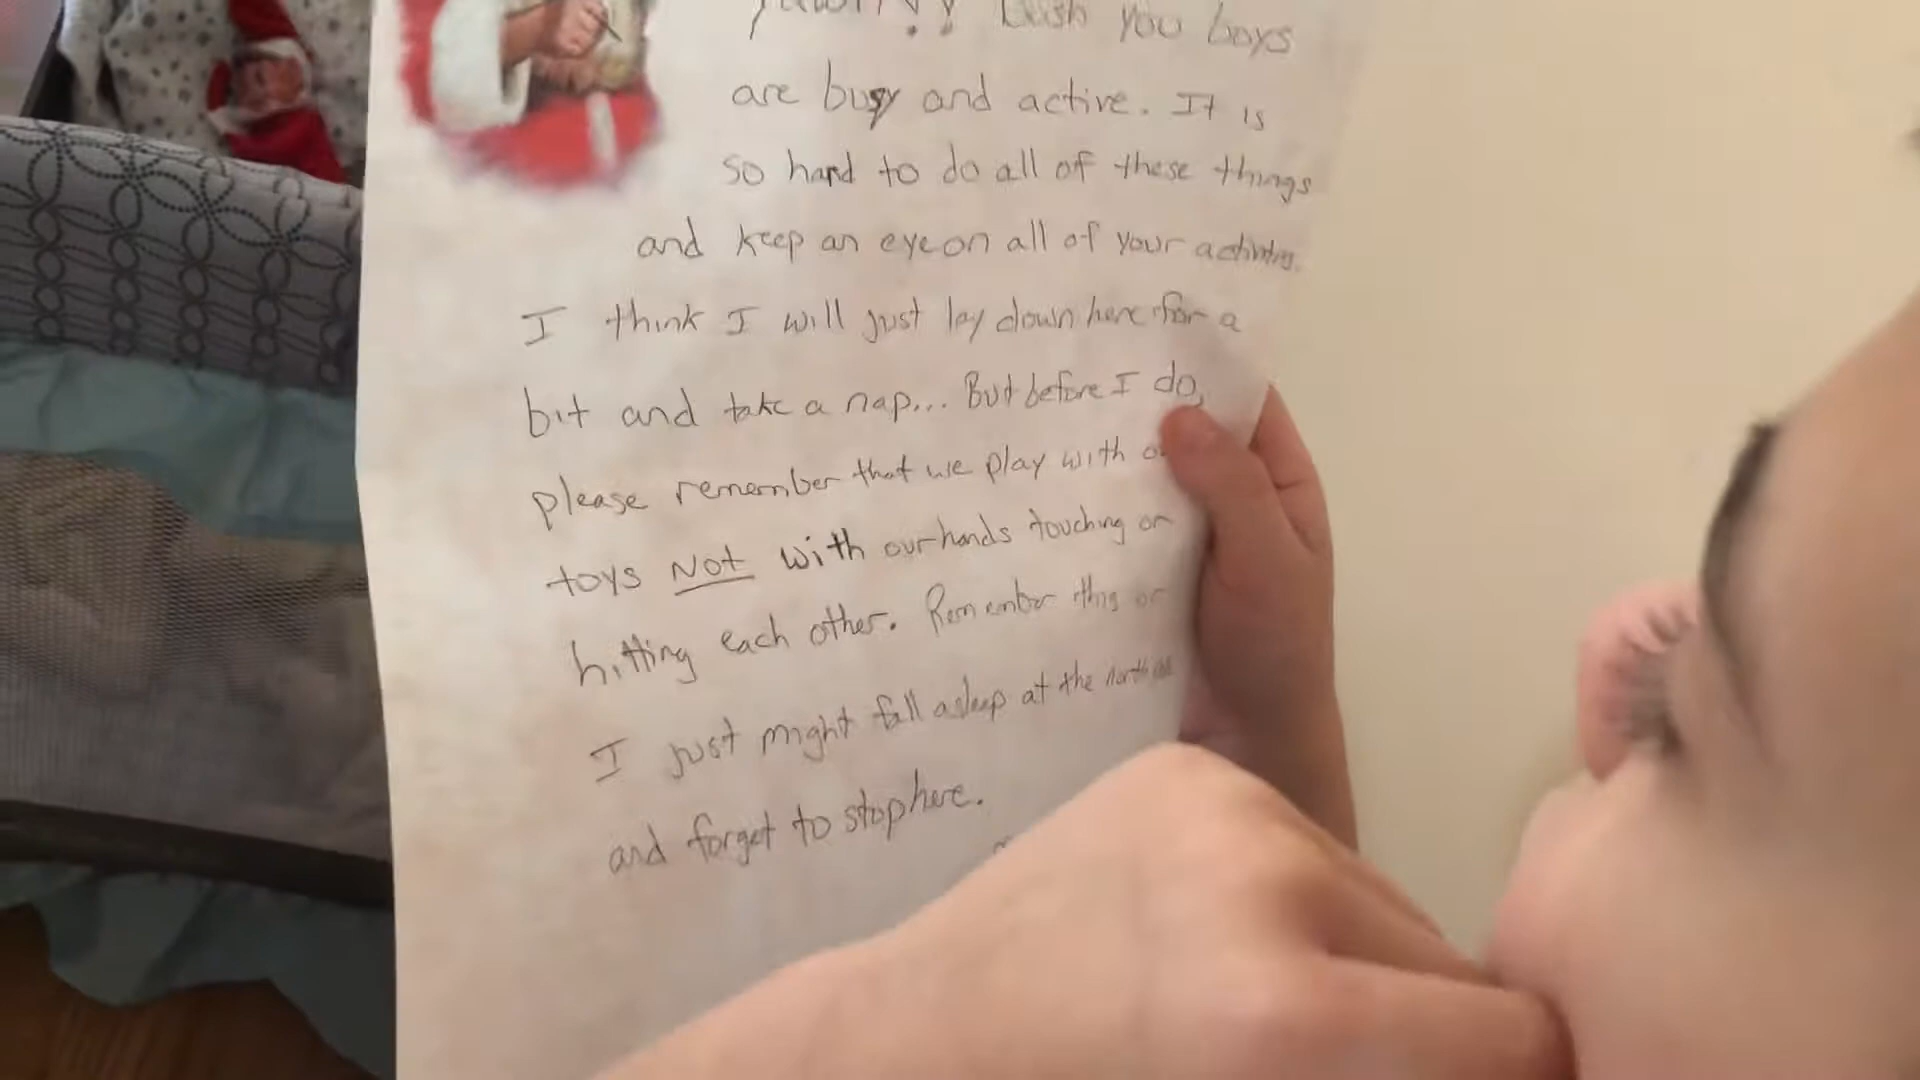 you boys
are busy and active. It is
so hard to do all of these things
and keep an eye on all of your
I think I will just lay down here for a
bit and take a nap... But before I do,
please remember that we play with
toys NOT with our hands touching or
hitting each other. Remember this or
I just might fall asleep at the north
and forget to stop here.